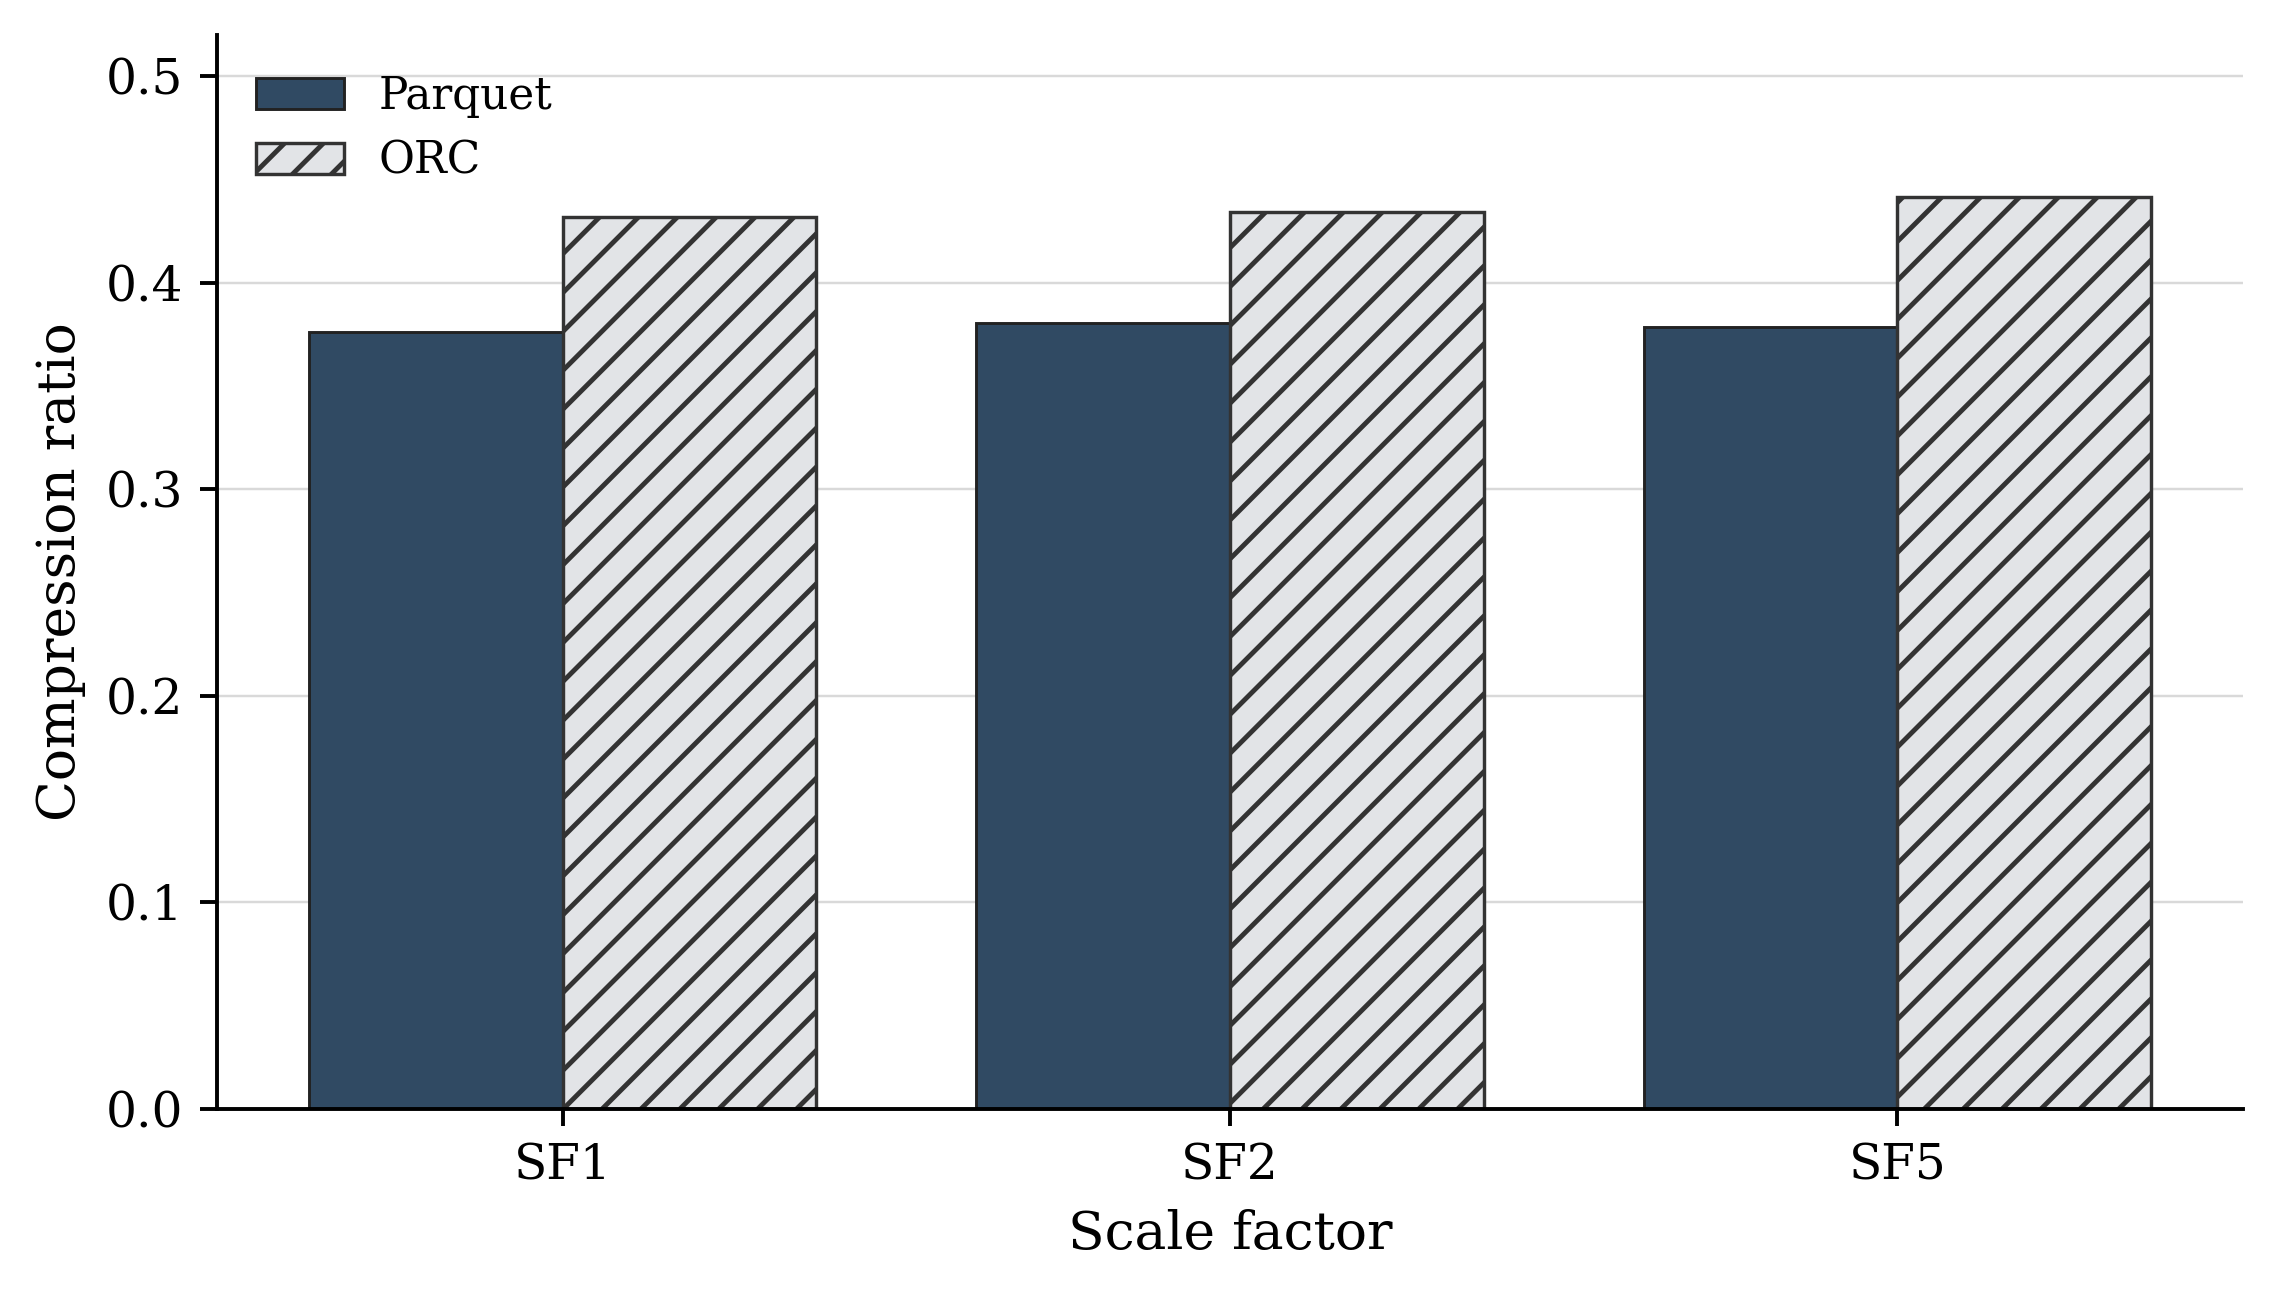 0.5
0.4
0.3
0.2
0.1
0.0
Compression ratio
Parquet
ORC
SF1
SF2
SF5
Scale factor